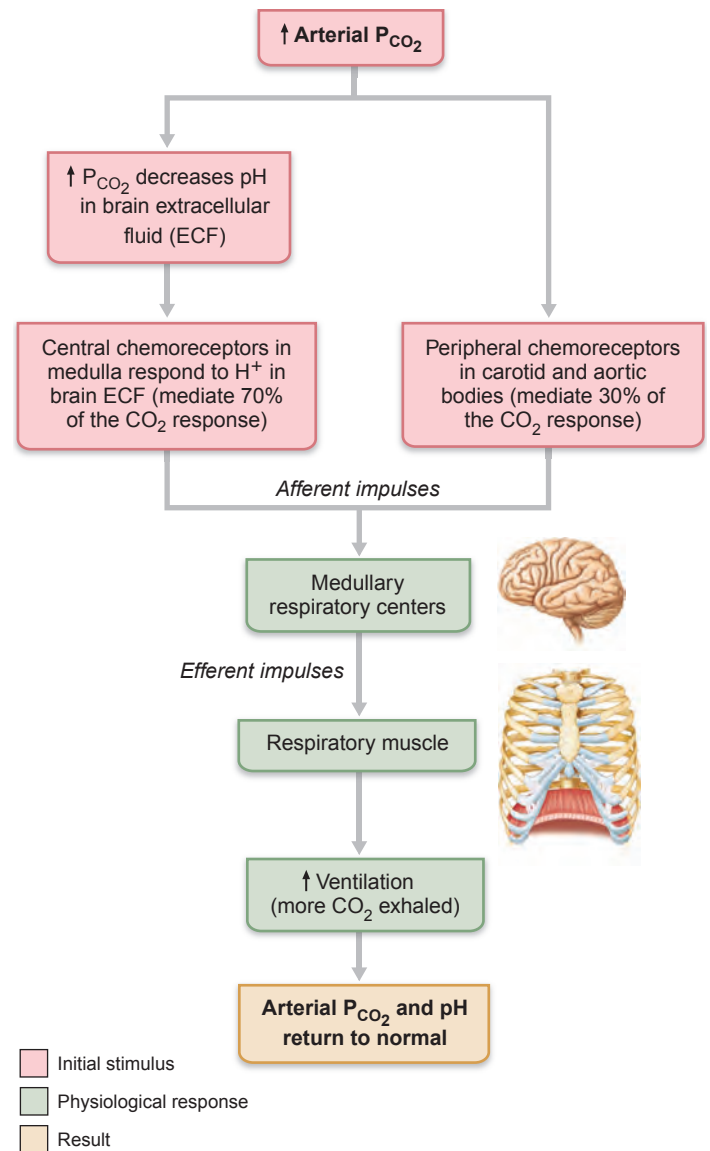 ↑ Arterial PCO2
↑ PCO2 decreases pH
in brain extracellular
fluid (ECF)
Central chemoreceptors in
medulla respond to H+ in
brain ECF (mediate 70%
of the CO2 response)
Peripheral chemoreceptors
in carotid and aortic
bodies (mediate 30% of
the CO2 response)
Afferent impulses
Medullary
respiratory centers
Efferent impulses
Respiratory muscle
↑ Ventilation
(more CO2 exhaled)
Arterial PCO2 and pH
return to normal
Initial stimulus
Physiological response
Result